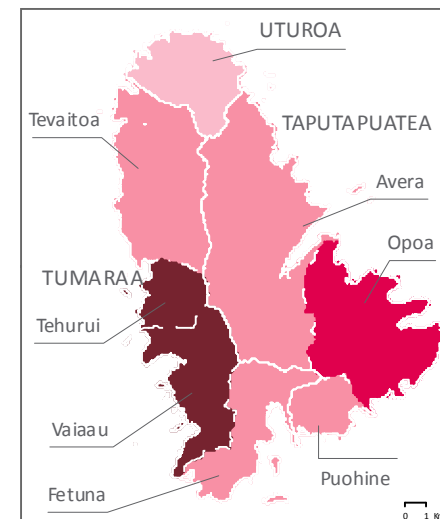 UTUROA
Tevaitoa
TAPUTAPUATEA
Avera
Opoa
TUMARAA
Tehurui
Vaiaau
Puohine
Fetuna
0 1